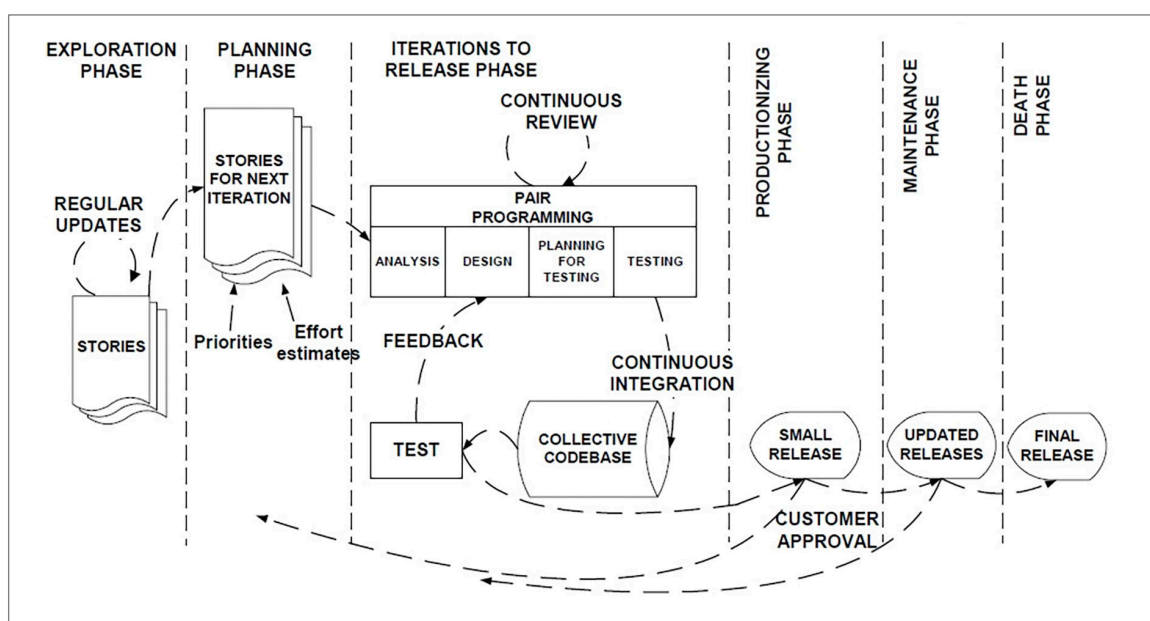 EXPLORATION
PHASE
PLANNING
PHASE
ITERATIONS TO
RELEASE PHASE
PRODUCTIONIZING
PHASE
MAINTENANCE
PHASE
DEATH
PHASE
CONTINUOUS
REVIEW
STORIES
FOR NEXT
ITERATION
REGULAR
UPDATES
STORIES
Priorities
Effort
estimates
PAIR
PROGRAMMING
ANALYSIS
DESIGN
PLANNING
FOR
TESTING
TESTING
FEEDBACK
CONTINUOUS
INTEGRATION
TEST
COLLECTIVE
CODEBASE
SMALL
RELEASE
UPDATED
RELEASES
FINAL
RELEASE
CUSTOMER
APPROVAL